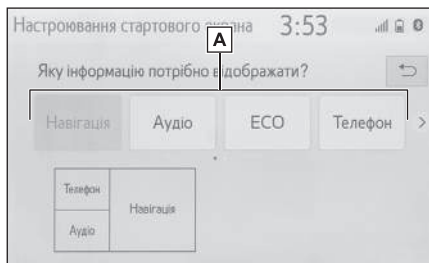 Настроювання стартового екрана 3:53
A
Яку інформацію потрібно відображати?
Навігація Аудіо ECO Телефон >
Телефон
Навігація
Аудіо